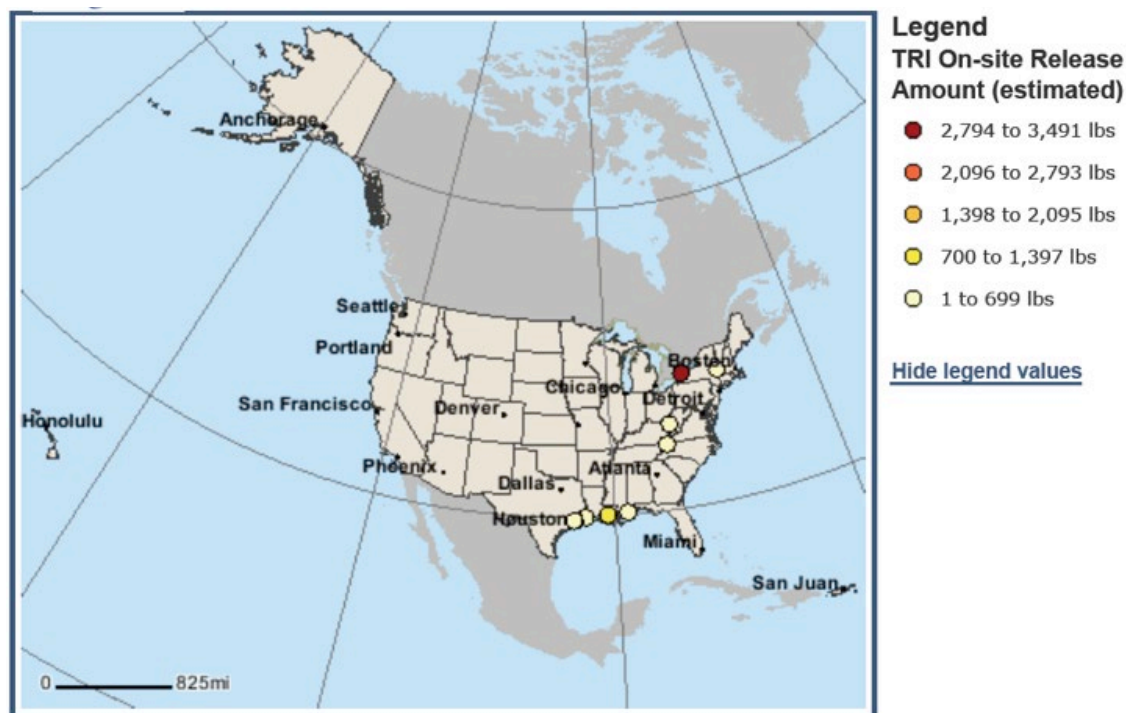 Anchorage
Seattle
Portland
San Francisco
Honolulu
Denver
Phoenix
Dallas
Houston
Chicago
Detroit
Boston
Atlanta
Miami
San Juan
0 825mi
Legend
TRI On-site Release
Amount (estimated)
2,794 to 3,491 lbs
2,096 to 2,793 lbs
1,398 to 2,095 lbs
700 to 1,397 lbs
1 to 699 lbs
Hide legend values